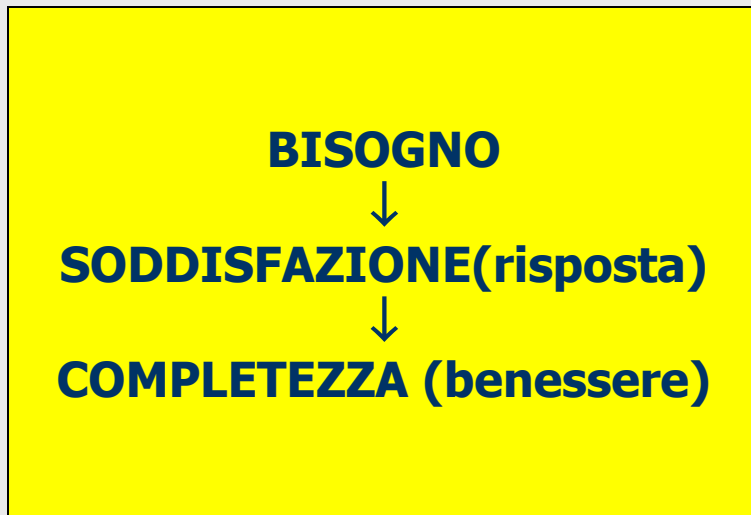 BISOGNO
↓
SODDISFAZIONE(risposta)
↓
COMPLETEZZA (benessere)